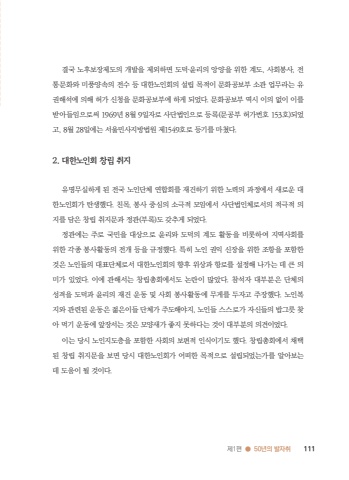 결국 노후보장제도의 개발을 제외하면 도덕·윤리의 앙양을 위한 계도, 사회봉사, 전
통문화와 미풍양속의 전수 등 대한노인회의 설립 목적이 문화공보부 소관 업무라는 유
권해석에 의해 허가 신청을 문화공보부에 하게 되었다. 문화공보부 역시 이의 없이 이를
받아들임으로써 1969년 8월 9일자로 사단법인으로 등록(문공부 허가번호 153호)되었
고, 8월 28일에는 서울민사지방법원 제1549호로 등기를 마쳤다.
2. 대한노인회 창립 취지
유명무실하게 된 전국 노인단체 연합회를 재건하기 위한 노력의 과정에서 새로운 대
한노인회가 탄생했다. 친목, 봉사 중심의 소극적 모임에서 사단법인체로서의 적극적 의
지를 담은 창립 취지문과 정관(부록)도 갖추게 되었다.
정관에는 주로 국민을 대상으로 윤리와 도덕의 계도 활동을 비롯하여 지역사회를
위한 각종 봉사활동의 전개 등을 규정했다. 특히 노인 권익 신장을 위한 조항을 포함한
것은 노인들의 대표단체로서 대한노인회의 향후 위상과 항로를 설정해 나가는 데 큰 의
미가 있었다. 이에 관해서는 창립총회에서도 논란이 많았다. 참석자 대부분은 단체의
성격을 도덕과 윤리의 재건 운동 및 사회 봉사활동에 무게를 두자고 주장했다. 노인복
지와 관련된 운동은 젊은이들 단체가 주도해야지, 노인들 스스로가 자신들의 밥그릇 찾
아 먹기 운동에 앞장서는 것은 모양새가 좋지 못하다는 것이 대부분의 의견이었다.
이는 당시 노인지도층을 포함한 사회의 보편적 인식이기도 했다. 창립총회에서 채택
된 창립 취지문을 보면 당시 대한노인회가 어떠한 목적으로 설립되었는가를 알아보는
데 도움이 될 것이다.
제1편 ● 50년의 발자취 111